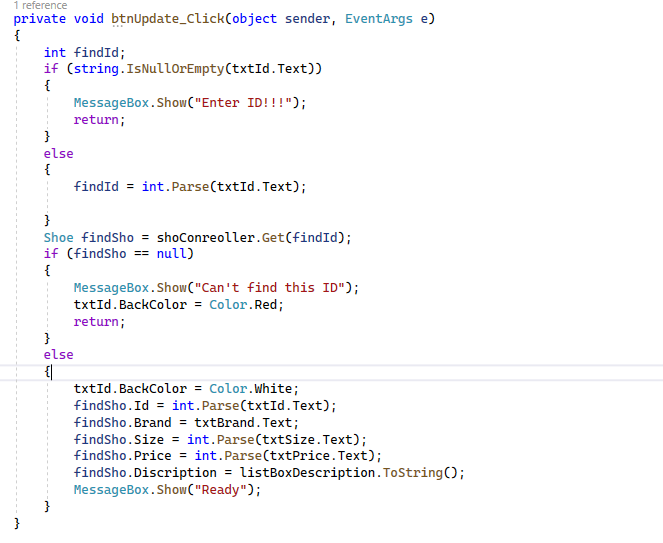 1 reference
private void btnUpdate_Click(object sender, EventArgs e)
{
    int findId;
    if (string.IsNullOrEmpty(txtId.Text))
    {
        MessageBox.Show("Enter ID!!!");
        return;
    }
    else
    {
        findId = int.Parse(txtId.Text);

    }
    Shoe findSho = shoConreoller.Get(findId);
    if (findSho == null)
    {
        MessageBox.Show("Can't find this ID");
        txtId.BackColor = Color.Red;
        return;
    }
    else
    {
        txtId.BackColor = Color.White;
        findSho.Id = int.Parse(txtId.Text);
        findSho.Brand = txtBrand.Text;
        findSho.Size = int.Parse(txtSize.Text);
        findSho.Price = int.Parse(txtPrice.Text);
        findSho.Discription = listBoxDescription.ToString();
        MessageBox.Show("Ready");
    }
}